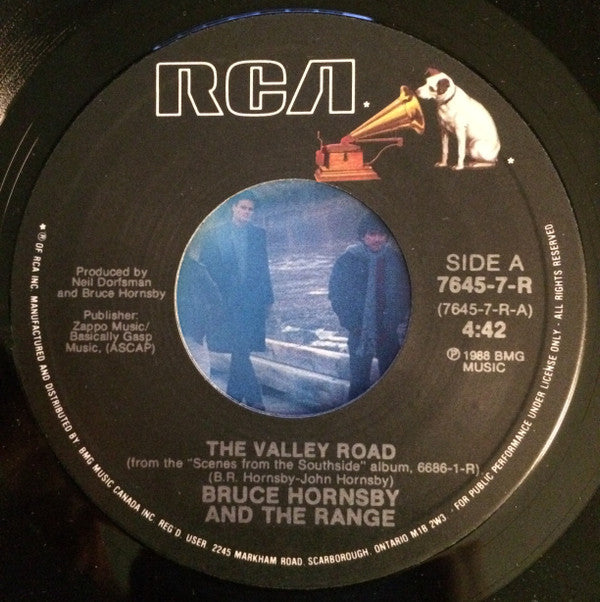 RCA.
Produced by
Neil Dorfsman
and Bruce Hornsby
Publisher:
Zappo Music/
Basically Gasp
Music, (ASCAP)
SIDE A
7645-7-R
(7645-7-R-A)
4:42
℗ 1988 BMG
MUSIC
THE VALLEY ROAD
(from the "Scenes from the Southside" album, 6686-1-R)
(B.R. Hornsby-John Hornsby)
BRUCE HORNSBY
AND THE RANGE
* ® OF RCA INC. MANUFACTURED AND DISTRIBUTED BY BMG MUSIC CANADA INC. REG'D. USER. 2245 MARKHAM ROAD, SCARBOROUGH, ONTARIO M1B 2W3 . FOR PUBLIC PERFORMANCE UNDER LICENSE ONLY . ALL RIGHTS RESERVED